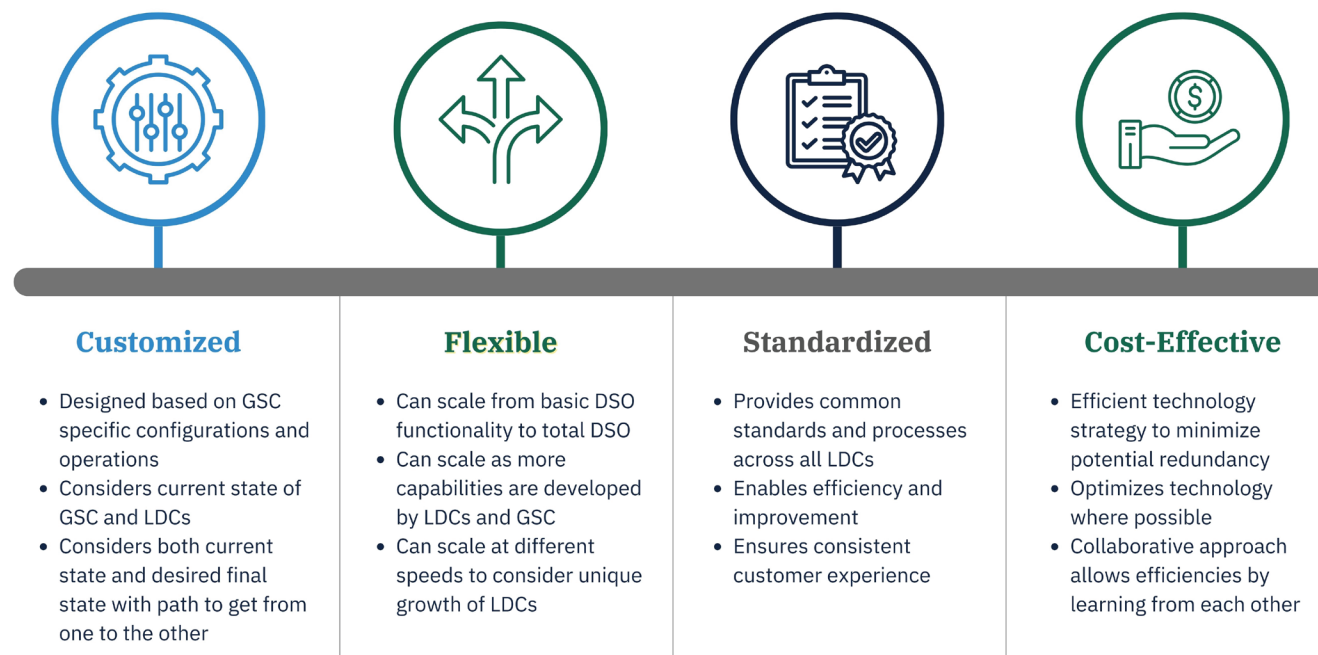 $
Customized
• Designed based on GSC
specific configurations and
operations
• Considers current state of
GSC and LDCs
• Considers both current
state and desired final
state with path to get from
one to the other
Flexible
• Can scale from basic DSO
functionality to total DSO
• Can scale as more
capabilities are developed
by LDCs and GSC
• Can scale at different
speeds to consider unique
growth of LDCs
Standardized
• Provides common
standards and processes
across all LDCs
• Enables efficiency and
improvement
• Ensures consistent
customer experience
Cost-Effective
• Efficient technology
strategy to minimize
potential redundancy
• Optimizes technology
where possible
• Collaborative approach
allows efficiencies by
learning from each other